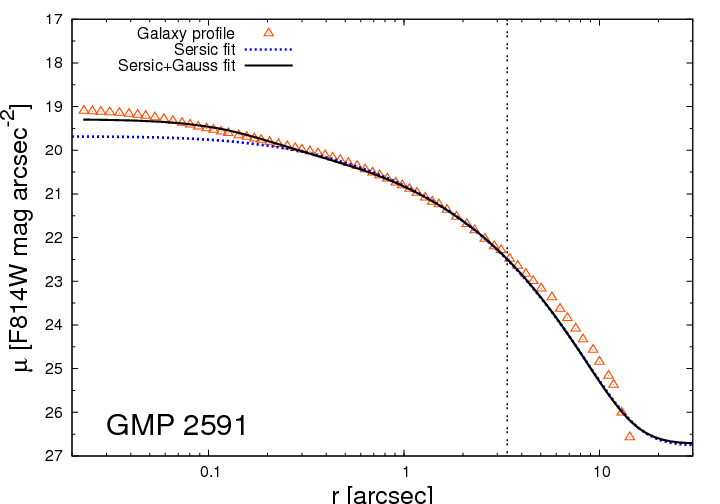 Galaxy profile
Sersic fit
Sersic+Gauss fit
17
18
19
20
21
22
23
24
25
26
27
μ [F814W mag arcsec-2]
GMP 2591
0.1
1
10
r [arcsec]